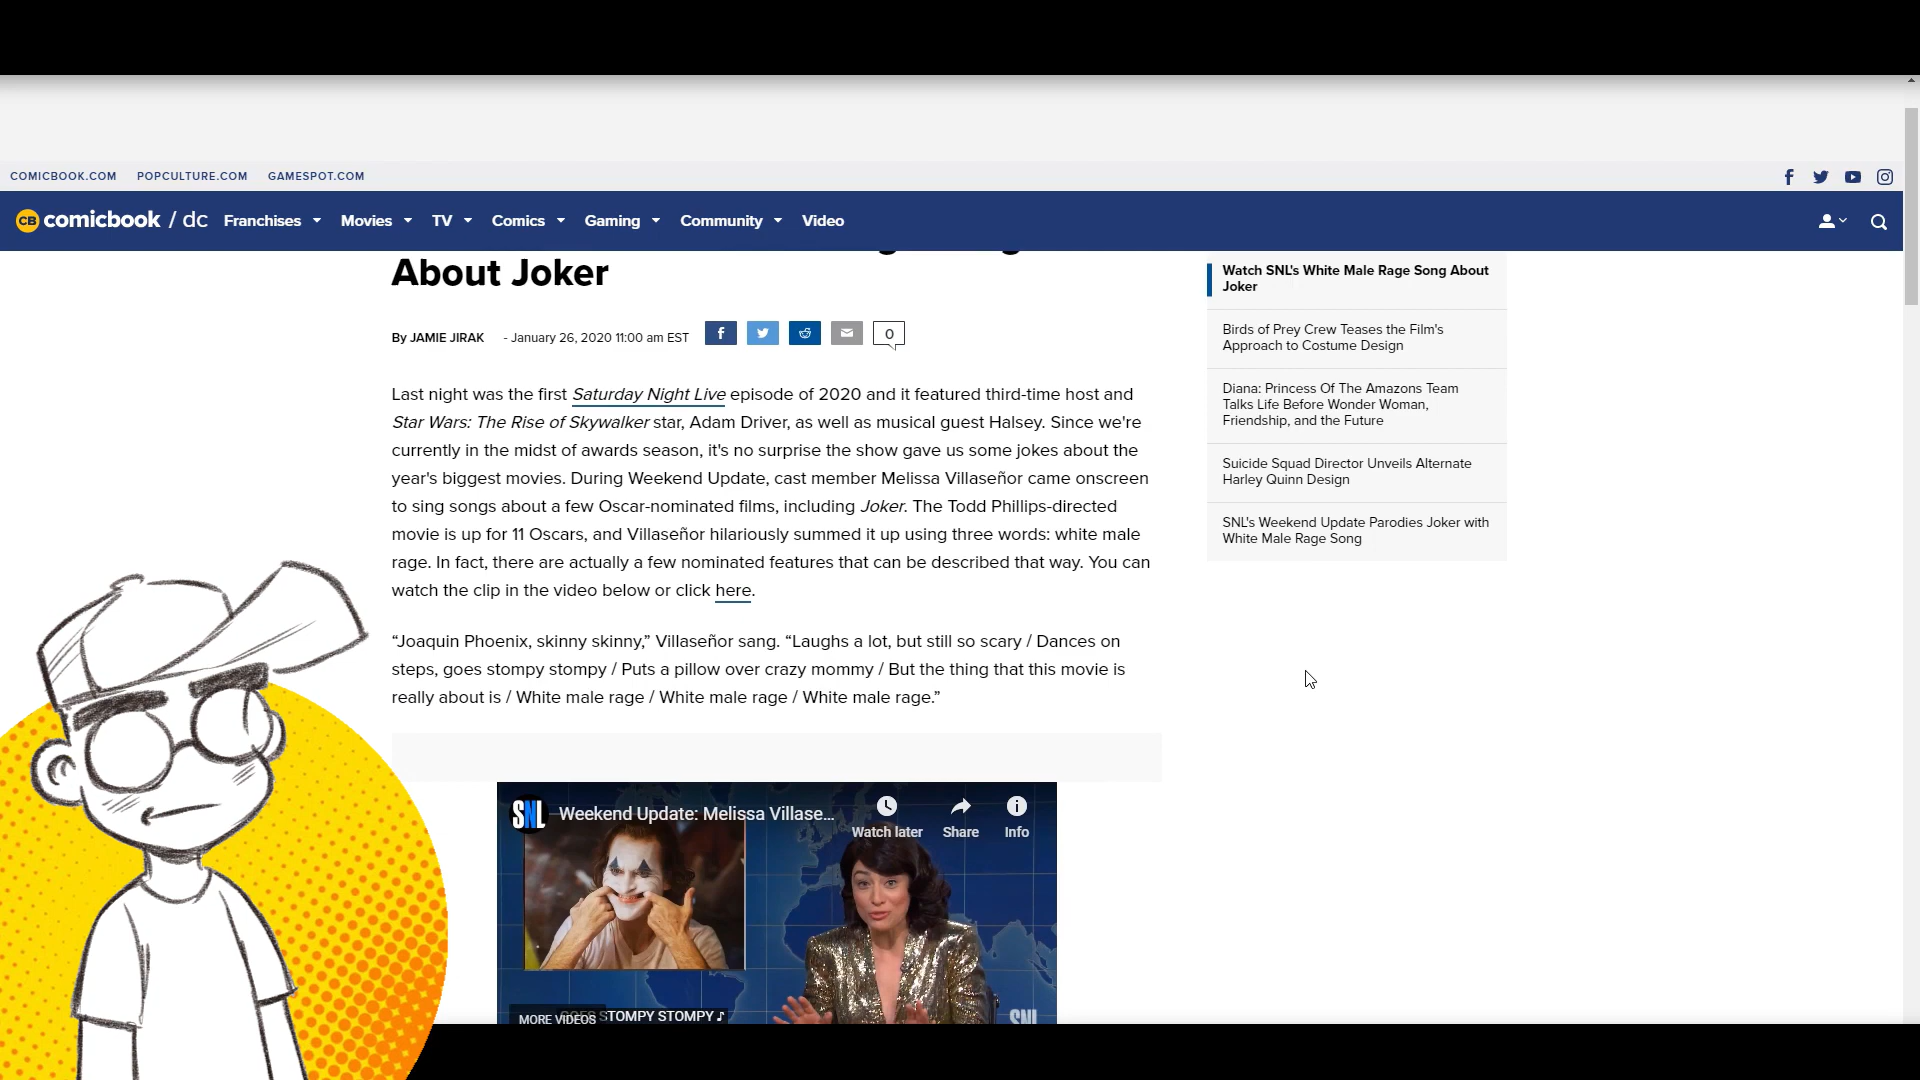 COMICBOOK.COM POPCULTURE.COM GAMESPOT.COM
CB comicbook / dc Franchises Movies TV Comics Gaming Community Video
About Joker
By JAMIE JIRAK - January 26, 2020 11:00 am EST 0
Last night was the first Saturday Night Live episode of 2020 and it featured third-time host and
Star Wars: The Rise of Skywalker star, Adam Driver, as well as musical guest Halsey. Since we're
currently in the midst of awards season, it's no surprise the show gave us some jokes about the
year's biggest movies. During Weekend Update, cast member Melissa Villaseñor came onscreen
to sing songs about a few Oscar-nominated films, including Joker. The Todd Phillips-directed
movie is up for 11 Oscars, and Villaseñor hilariously summed it up using three words: white male
rage. In fact, there are actually a few nominated features that can be described that way. You can
watch the clip in the video below or click here.
“Joaquin Phoenix, skinny skinny,” Villaseñor sang. “Laughs a lot, but still so scary / Dances on
steps, goes stompy stompy / Puts a pillow over crazy mommy / But the thing that this movie is
really about is / White male rage / White male rage / White male rage.”
SNL Weekend Update: Melissa Villase...
Watch later Share Info
MORE VIDEOS
STOMPY STOMPY ♪
SNL
Watch SNL's White Male Rage Song About
Joker
Birds of Prey Crew Teases the Film's
Approach to Costume Design
Diana: Princess Of The Amazons Team
Talks Life Before Wonder Woman,
Friendship, and the Future
Suicide Squad Director Unveils Alternate
Harley Quinn Design
SNL's Weekend Update Parodies Joker with
White Male Rage Song